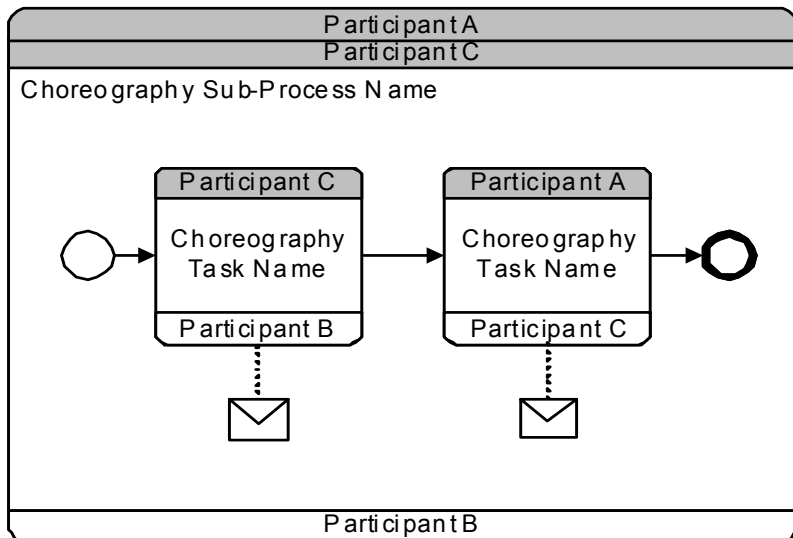 Participant A
Participant C
Choreography Sub-Process Name
Participant C
Choreography
Task Name
Participant B
Participant A
Choreography
Task Name
Participant C
Participant B